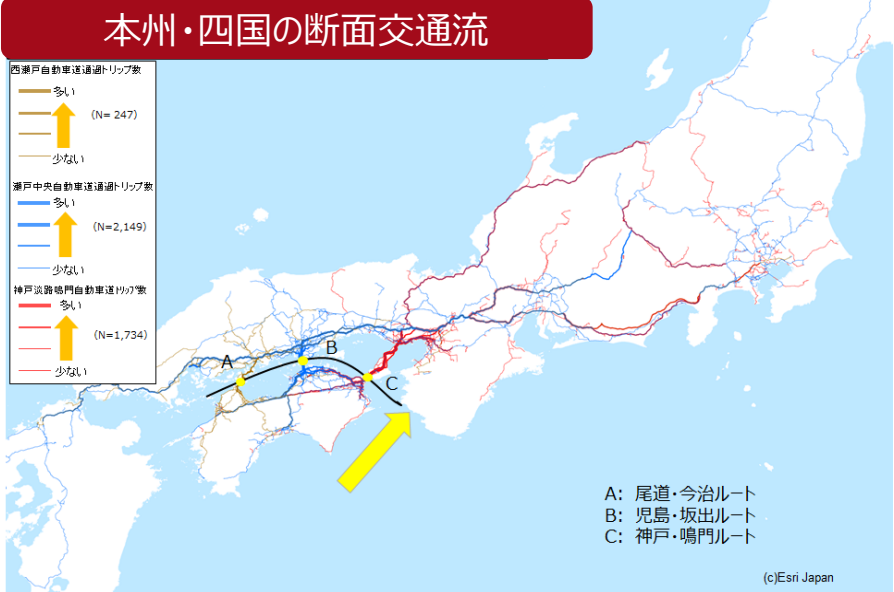 本州・四国の断面交通流
西瀬戸自動車道通過トリップ数
多い
(N= 247)
少ない
瀬戸中央自動車道通過トリップ数
多い
(N=2,149)
少ない
神戸淡路鳴門自動車道トリップ数
多い
(N=1,734)
少ない
A
B
C
A: 尾道・今治ルート
B: 児島・坂出ルート
C: 神戸・鳴門ルート
(c)Esri Japan